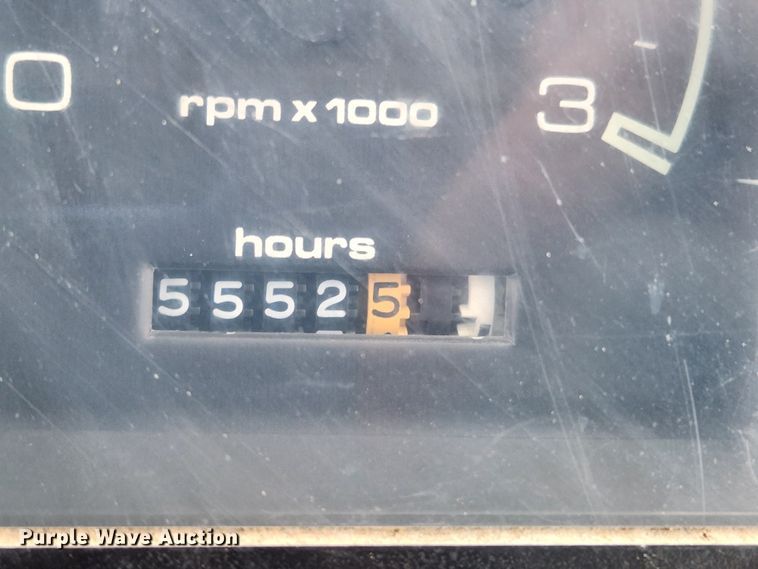 0 rpm x 1000 3
hours
55525
Purple Wave Auction